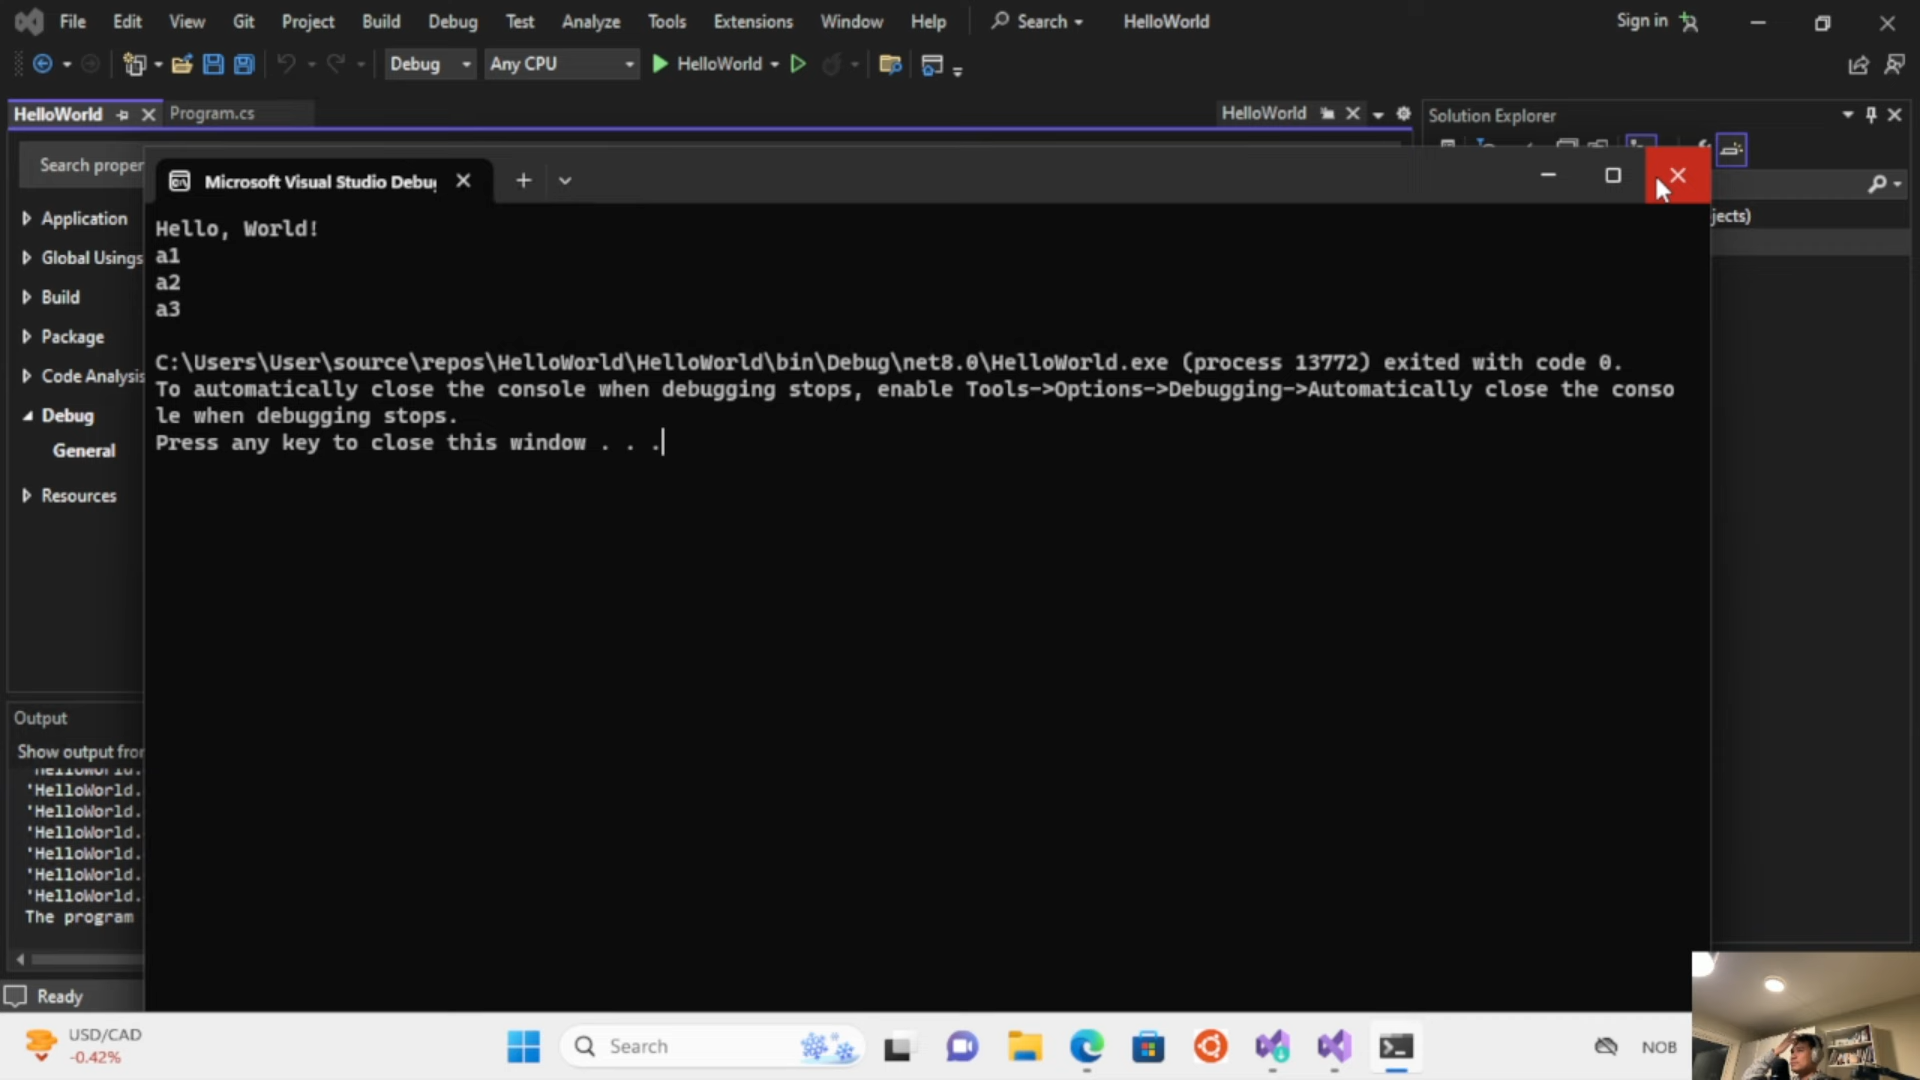 File Edit View Git Project Build Debug Test Analyze Tools Extensions Window Help Search HelloWorld Sign in
Debug Any CPU HelloWorld
HelloWorld Program.cs HelloWorld Solution Explorer
Search proper
Microsoft Visual Studio Debug
Application
Global Usings
Build
Package
Code Analysis
Debug
General
Resources
jects)
Hello, World!
a1
a2
a3
C:\Users\User\source\repos\HelloWorld\HelloWorld\bin\Debug\net8.0\HelloWorld.exe (process 13772) exited with code 0.
To automatically close the console when debugging stops, enable Tools->Options->Debugging->Automatically close the conso
le when debugging stops.
Press any key to close this window . . .
Output
Show output from
'HelloWorld.
'HelloWorld.
'HelloWorld.
'HelloWorld.
'HelloWorld.
'HelloWorld.
'HelloWorld.
The program
Ready
USD/CAD
-0.42%
Search
NOB